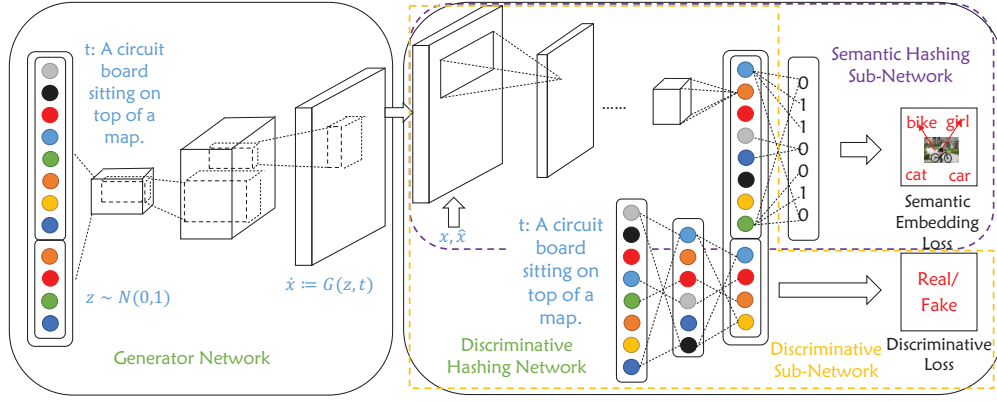 t: A circuit
board
sitting on
top of a
map.
z ~ N(0,1)
ẋ ≔ G(z,t)
Generator Network
x, x̂
.....
t: A circuit
board
sitting on
top of a
map.
Discriminative
Hashing Network
0
1
1
0
0
1
0
Semantic Hashing
Sub-Network
bike girl
cat car
Semantic
Embedding
Loss
Real/
Fake
Discriminative
Loss
Discriminative
Sub-Network